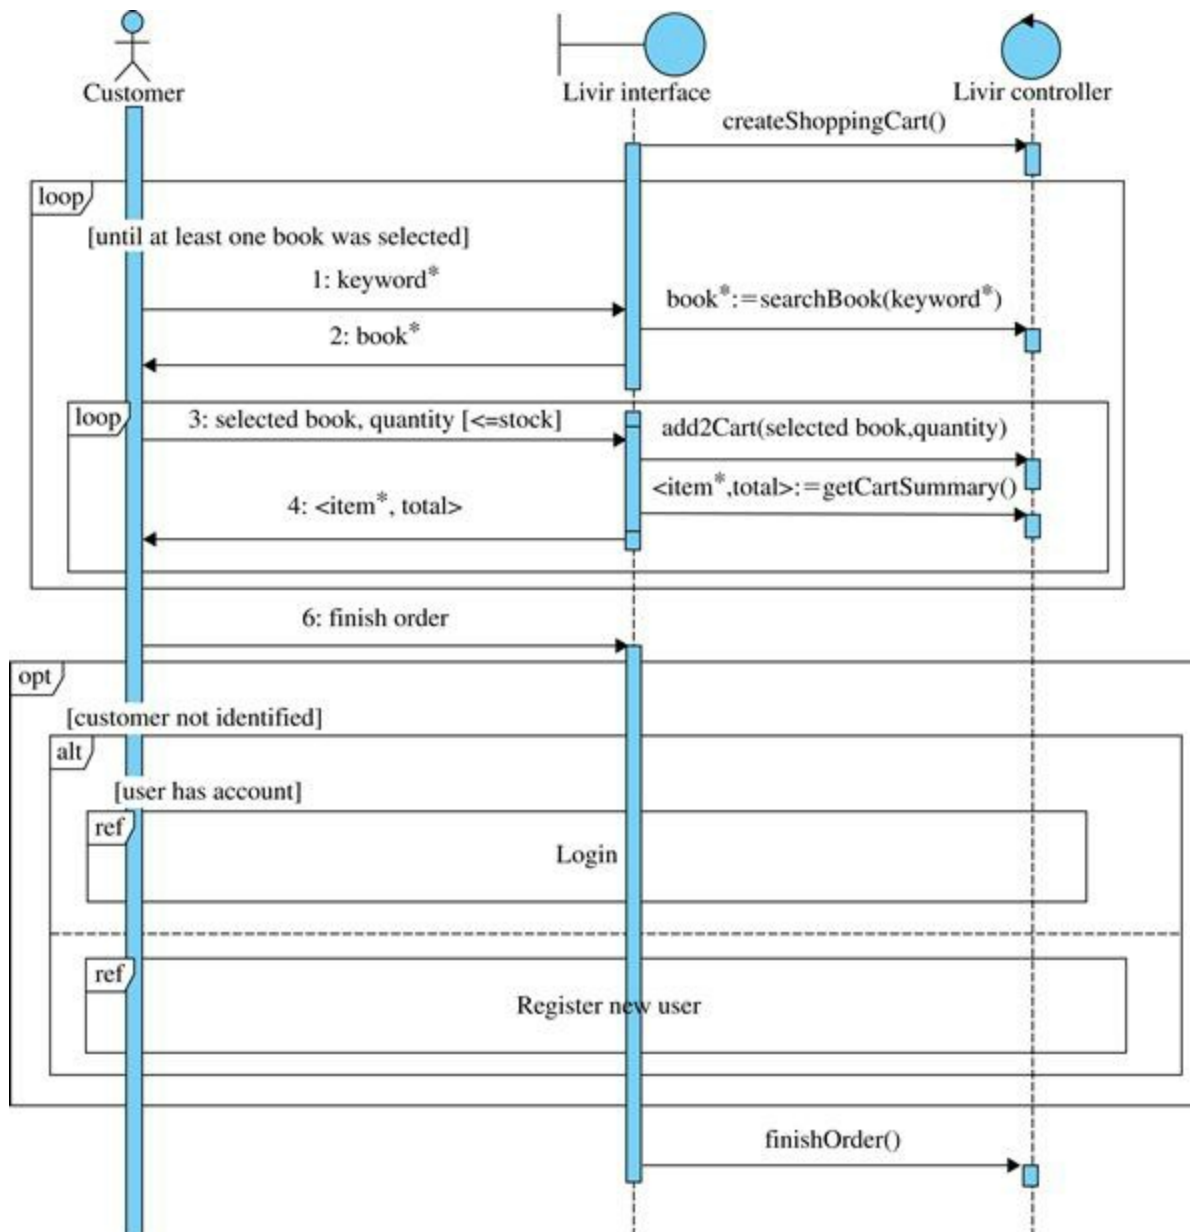 Customer
Livir interface
Livir controller
createShoppingCart()
loop
[until at least one book was selected]
1: keyword*
book*:=searchBook(keyword*)
2: book*
loop
3: selected book, quantity [<=stock]
add2Cart(selected book,quantity)
<item*,total>:=getCartSummary()
4: <item*, total>
6: finish order
opt
[customer not identified]
alt
[user has account]
ref
Login
ref
Register new user
finishOrder()